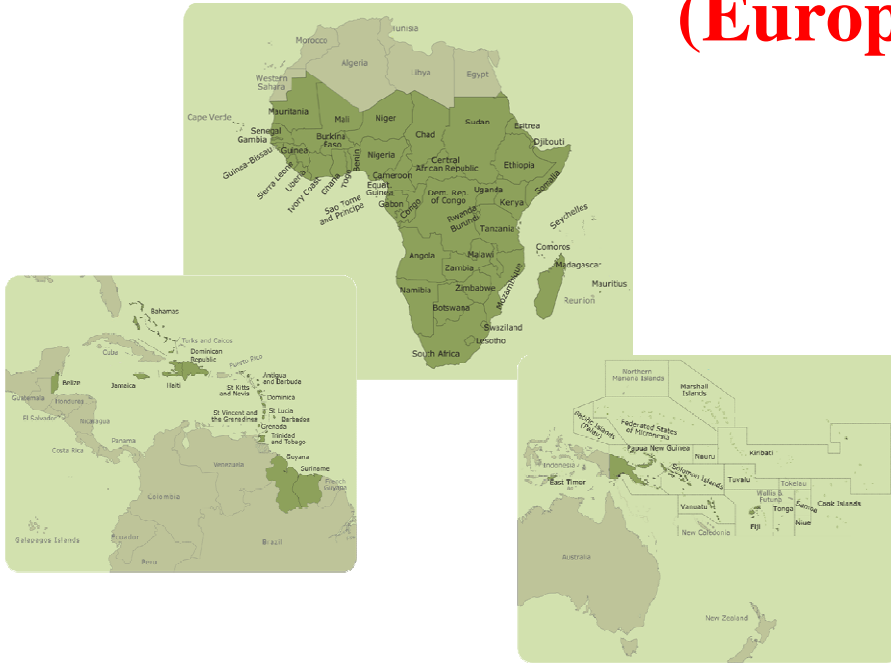 (Europ
Tunisia
Morocco
Algeria
Libya
Egypt
Western
Sahara
Cape Verde
Mauritania
Mali
Niger
Chad
Sudan
Eritrea
Senegal
Gambia
Guinea-Bissau
Guinea
Sierra Leone
Liberia
Ivory Coast
Burkina
Faso
Ghana
Togo
Benin
Nigeria
Djibouti
Ethiopia
Somalia
Central
African Republic
Cameroon
Equat.
Guinea
Sao Tome
and Principe
Gabon
Congo
Dem. Rep.
of Congo
Uganda
Kenya
Rwanda
Burundi
Tanzania
Seychelles
Comoros
Angola
Malawi
Zambia
Madagascar
Mauritius
Reunion
Namibia
Zimbabwe
Mozambique
Botswana
Swaziland
Lesotho
South Africa
Bahamas
Turks and Caicos
Cuba
Dominican
Republic
Puerto Rico
Belize
Jamaica
Haiti
Antigua
and Barbuda
St Kitts
and Nevis
Dominica
Guatemala
Honduras
El Salvador
Nicaragua
St Vincent and
the Grenadines
St Lucia
Barbados
Grenada
Trinidad
and Tobago
Costa Rica
Panama
Venezuela
Guyana
Suriname
French
Guyana
Colombia
Galapagos Islands
Ecuador
Peru
Brazil
Northern
Mariana Islands
Marshall
Islands
Pacific Islands
(Palau)
Federated States
of Micronesia
Papua New Guinea
Nauru
Kiribati
Indonesia
East Timor
Solomon Islands
Tuvalu
Tokelau
Wallis &
Futuna
Vanuatu
Samoa
Cook Islands
Tonga
Fiji
Niue
New Caledonia
Australia
New Zealand